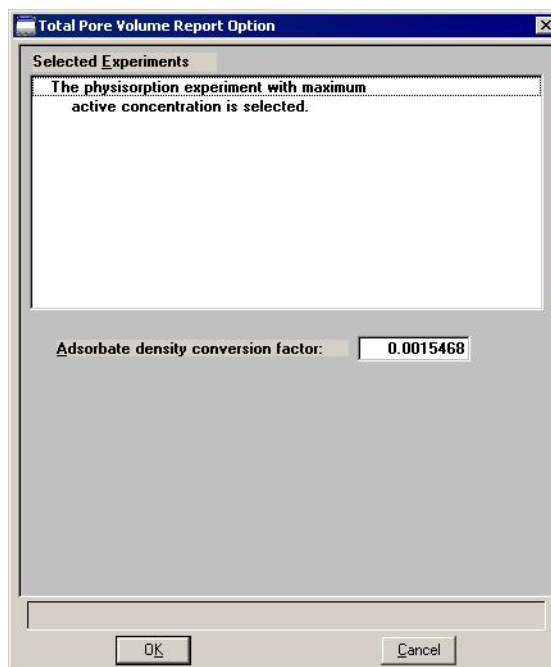 Total Pore Volume Report Option
Selected Experiments
The physisorption experiment with maximum
active concentration is selected.
Adsorbate density conversion factor: 0.0015468
OK Cancel